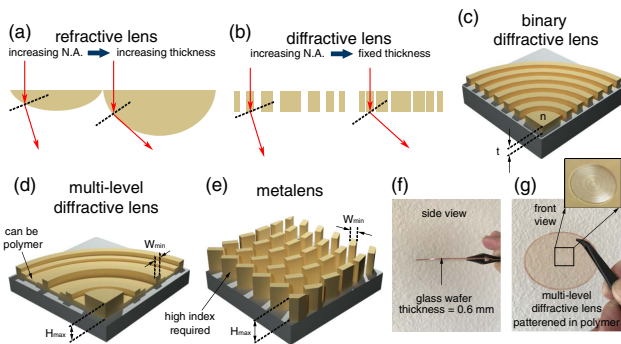 (a)
refractive lens
increasing N.A.
increasing thickness
(b)
diffractive lens
increasing N.A.
fixed thickness
(c)
binary
diffractive lens
n
t
(d)
multi-level
diffractive lens
can be
polymer
Wmin
Hmax
(e)
metalens
Wmin
high index
required
Hmax
(f)
side view
glass wafer
thickness = 0.6 mm
(g)
front
view
multi-level
diffractive lens
patterened in polymer